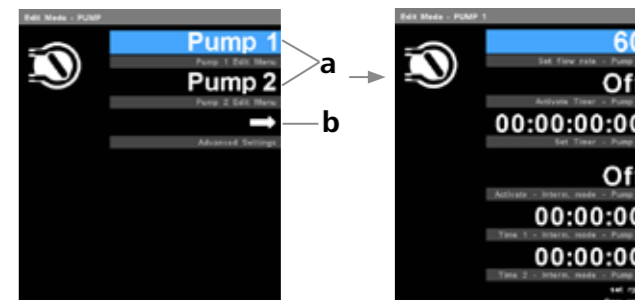 Edit Mode - PUMP
Pump 1
Pump 1 Edit Menu
Pump 2
Pump 2 Edit Menu
Advanced Settings
a
b
Edit Mode - PUMP 1
60
Set flow rate - Pump
Of
Activate Timer - Pump
00:00:00:00
Set Timer - Pump
Of
Activate - Interm. mode - Pump
00:00:00
Time 1 - Interm. mode - Pump
00:00:00
Time 2 - Interm. mode - Pump
set